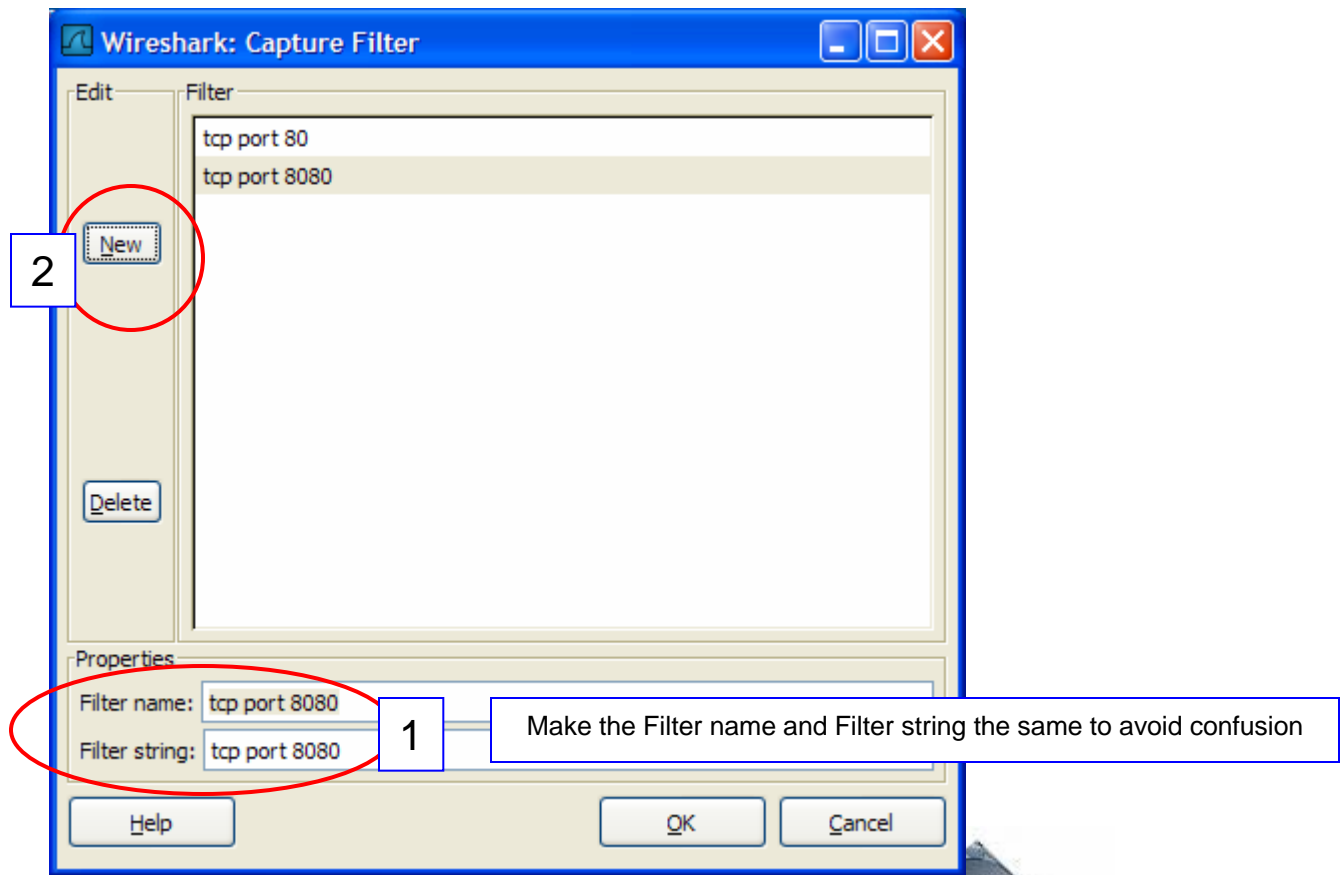 Wireshark: Capture Filter
Edit
Filter
tcp port 80
tcp port 8080
New
2
Delete
Properties
Filter name: tcp port 8080
Filter string: tcp port 8080
1
Make the Filter name and Filter string the same to avoid confusion
Help
OK
Cancel